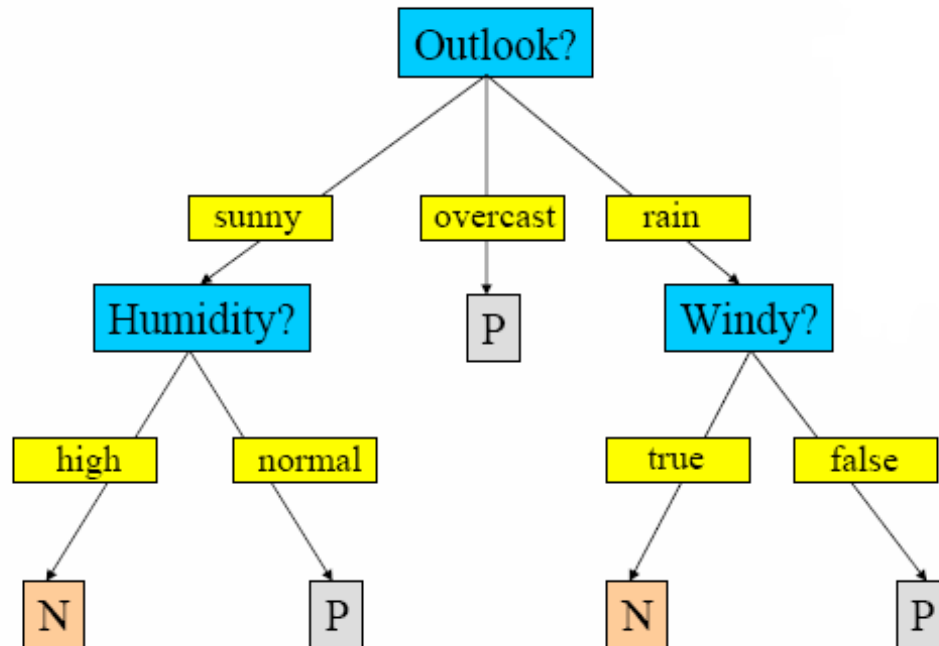 Outlook?
sunny
overcast
rain
Humidity?
P
Windy?
high
normal
true
false
N
P
N
P